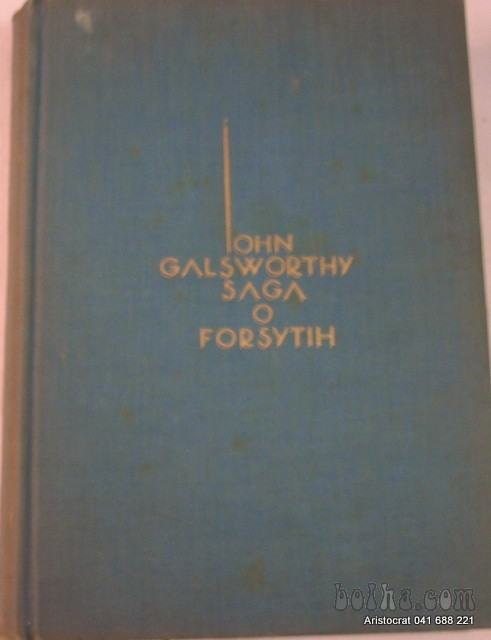 JOHN
GALSWORTHY
SAGA
O
FORSYTIH
bolha.com
Aristocrat 041 688 221